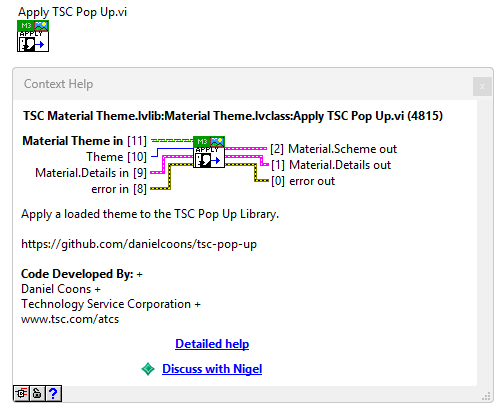 Apply TSC Pop Up.vi
M3
APPLY
Context Help
x
TSC Material Theme.lvlib:Material Theme.lvclass:Apply TSC Pop Up.vi (4815)
Material Theme in [11]
Theme [10]
Material.Details in [9]
error in [8]
M3
APPLY
[2] Material.Scheme out
[1] Material.Details out
[0] error out
Apply a loaded theme to the TSC Pop Up Library.
https://github.com/danielcoons/tsc-pop-up
Code Developed By: +
Daniel Coons +
Technology Service Corporation +
www.tsc.com/atcs
Detailed help
Discuss with Nigel
?